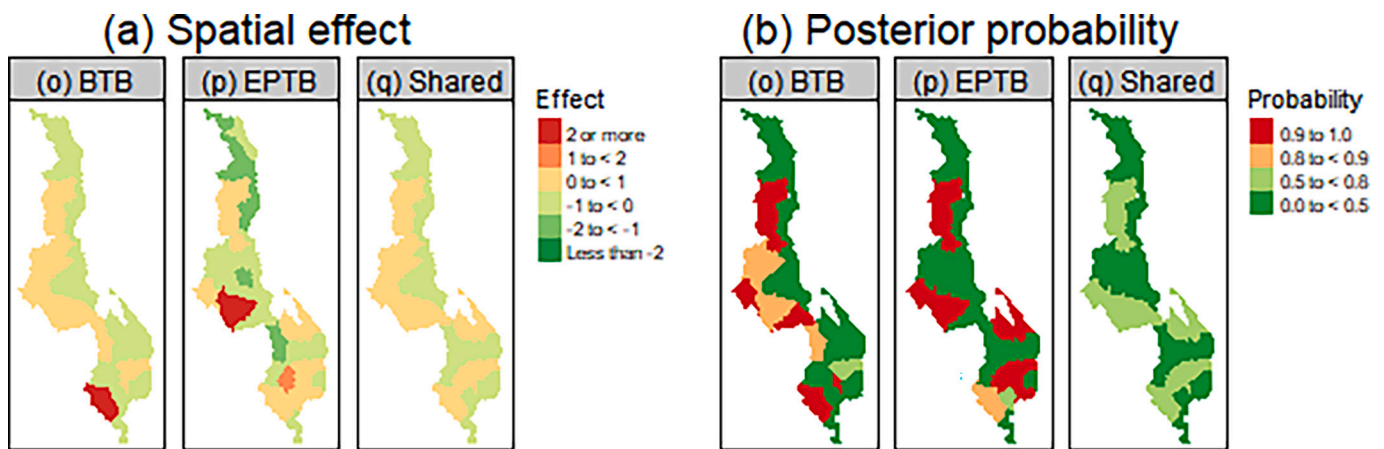 (a) Spatial effect
(b) Posterior probability
(o) BTB
(p) EPTB
(q) Shared
Effect
2 or more
1 to < 2
0 to < 1
-1 to < 0
-2 to < -1
Less than -2
(o) BTB
(p) EPTB
(q) Shared
Probability
0.9 to 1.0
0.8 to < 0.9
0.5 to < 0.8
0.0 to < 0.5